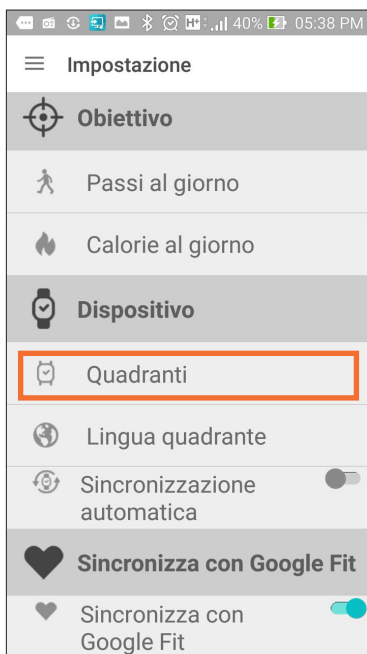 40% 05:38 PM
Impostazione
Obiettivo
Passi al giorno
Calorie al giorno
Dispositivo
Quadranti
Lingua quadrante
Sincronizzazione
automatica
Sincronizza con Google Fit
Sincronizza con
Google Fit